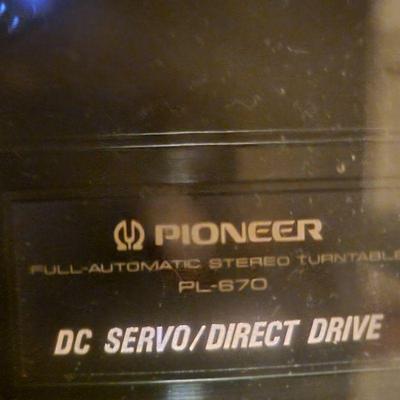 PIONEER
FULL-AUTOMATIC STEREO TURNTABLE
PL-670
DC SERVO/DIRECT DRIVE